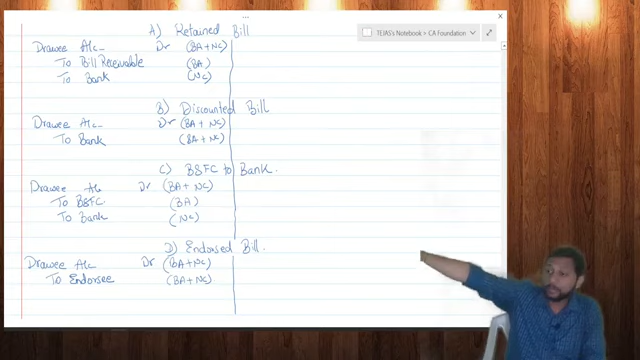 A) Retained Bill
Drawee A/c Dr (BA+NC)
To Bill Receivable (BA)
To Bank (NC)
B) Discounted Bill
Drawee A/c Dr (BA + NC)
To Bank (BA + NC)
C) BSFC to Bank.
Drawee A/c Dr (BA + NC)
To BSFC. (BA)
To Bank (NC)
D) Endorsed Bill.
Drawee A/c Dr (BA+NC)
To Endorsee (BA+NC)
TEJAS's Notebook > CA Foundation